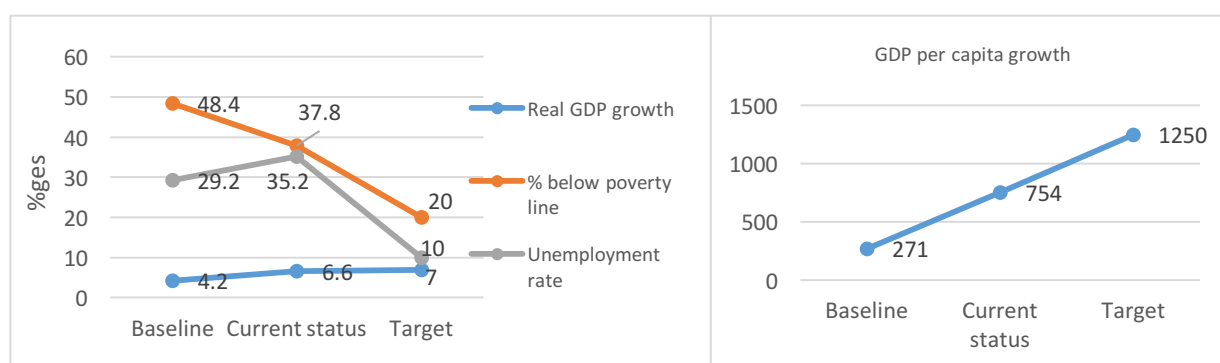 60
50
40
30
20
10
0
%ges
48.4
37.8
29.2
35.2
20
10
4.2
6.6
7
Baseline
Current status
Target
Real GDP growth
% below poverty
line
Unemployment
rate
GDP per capita growth
1500
1000
500
0
271
754
1250
Baseline
Current
status
Target